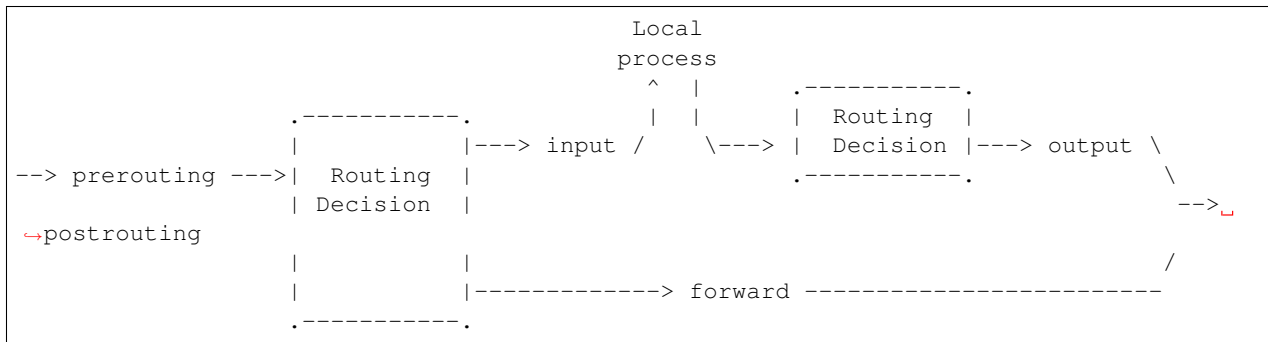 Local
                                            process
                                              ^  |       .-----------.
                    .-----------.             |  |       |  Routing  |
                    |           |---> input /    \---> |  Decision |---> output \
--> prerouting --->|  Routing  |                       .-----------.             \
                    | Decision  |                                                  -->␣
↪postrouting
                    |           |                                                 /
                    |           |-------------> forward -------------------------
                    .-----------.